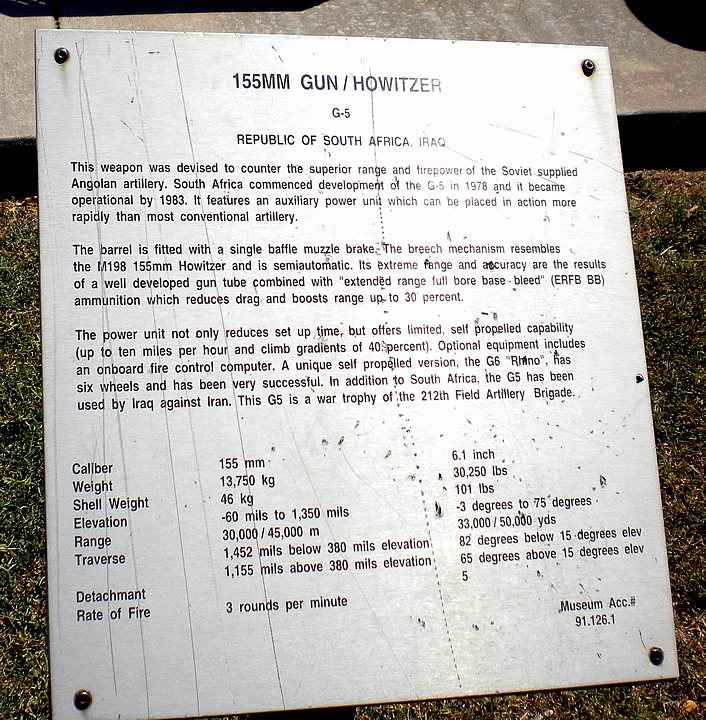 155MM GUN / HOWITZER
G-5
REPUBLIC OF SOUTH AFRICA, IRAQ
This weapon was devised to counter the superior range and firepower of the Soviet supplied
Angolan artillery. South Africa commenced development of the G-5 in 1978 and it became
operational by 1983. It features an auxiliary power unit which can be placed in action more
rapidly than most conventional artillery.
The barrel is fitted with a single baffle muzzle brake. The breech mechanism resembles
the M198 155mm Howitzer and is semiautomatic. Its extreme range and accuracy are the results
of a well developed gun tube combined with "extended range full bore base bleed" (ERFB BB)
ammunition which reduces drag and boosts range up to 30 percent.
The power unit not only reduces set up time, but offers limited, self propelled capability
(up to ten miles per hour and climb gradients of 40 percent). Optional equipment includes
an onboard fire control computer. A unique self propelled version, the G6 "Rhino", has
six wheels and has been very successful. In addition to South Africa, the G5 has been
used by Iraq against Iran. This G5 is a war trophy of the 212th Field Artillery Brigade.
Caliber 155 mm 6.1 inch
Weight 13,750 kg 30,250 lbs
Shell Weight 46 kg 101 lbs
Elevation -60 mils to 1,350 mils -3 degrees to 75 degrees
Range 30,000 / 45,000 m 33,000 / 50,000 yds
Traverse 1,452 mils below 380 mils elevation 82 degrees below 15 degrees elev
1,155 mils above 380 mils elevation 65 degrees above 15 degrees elev
Detachmant 5
Rate of Fire 3 rounds per minute
Museum Acc.#
91.126.1